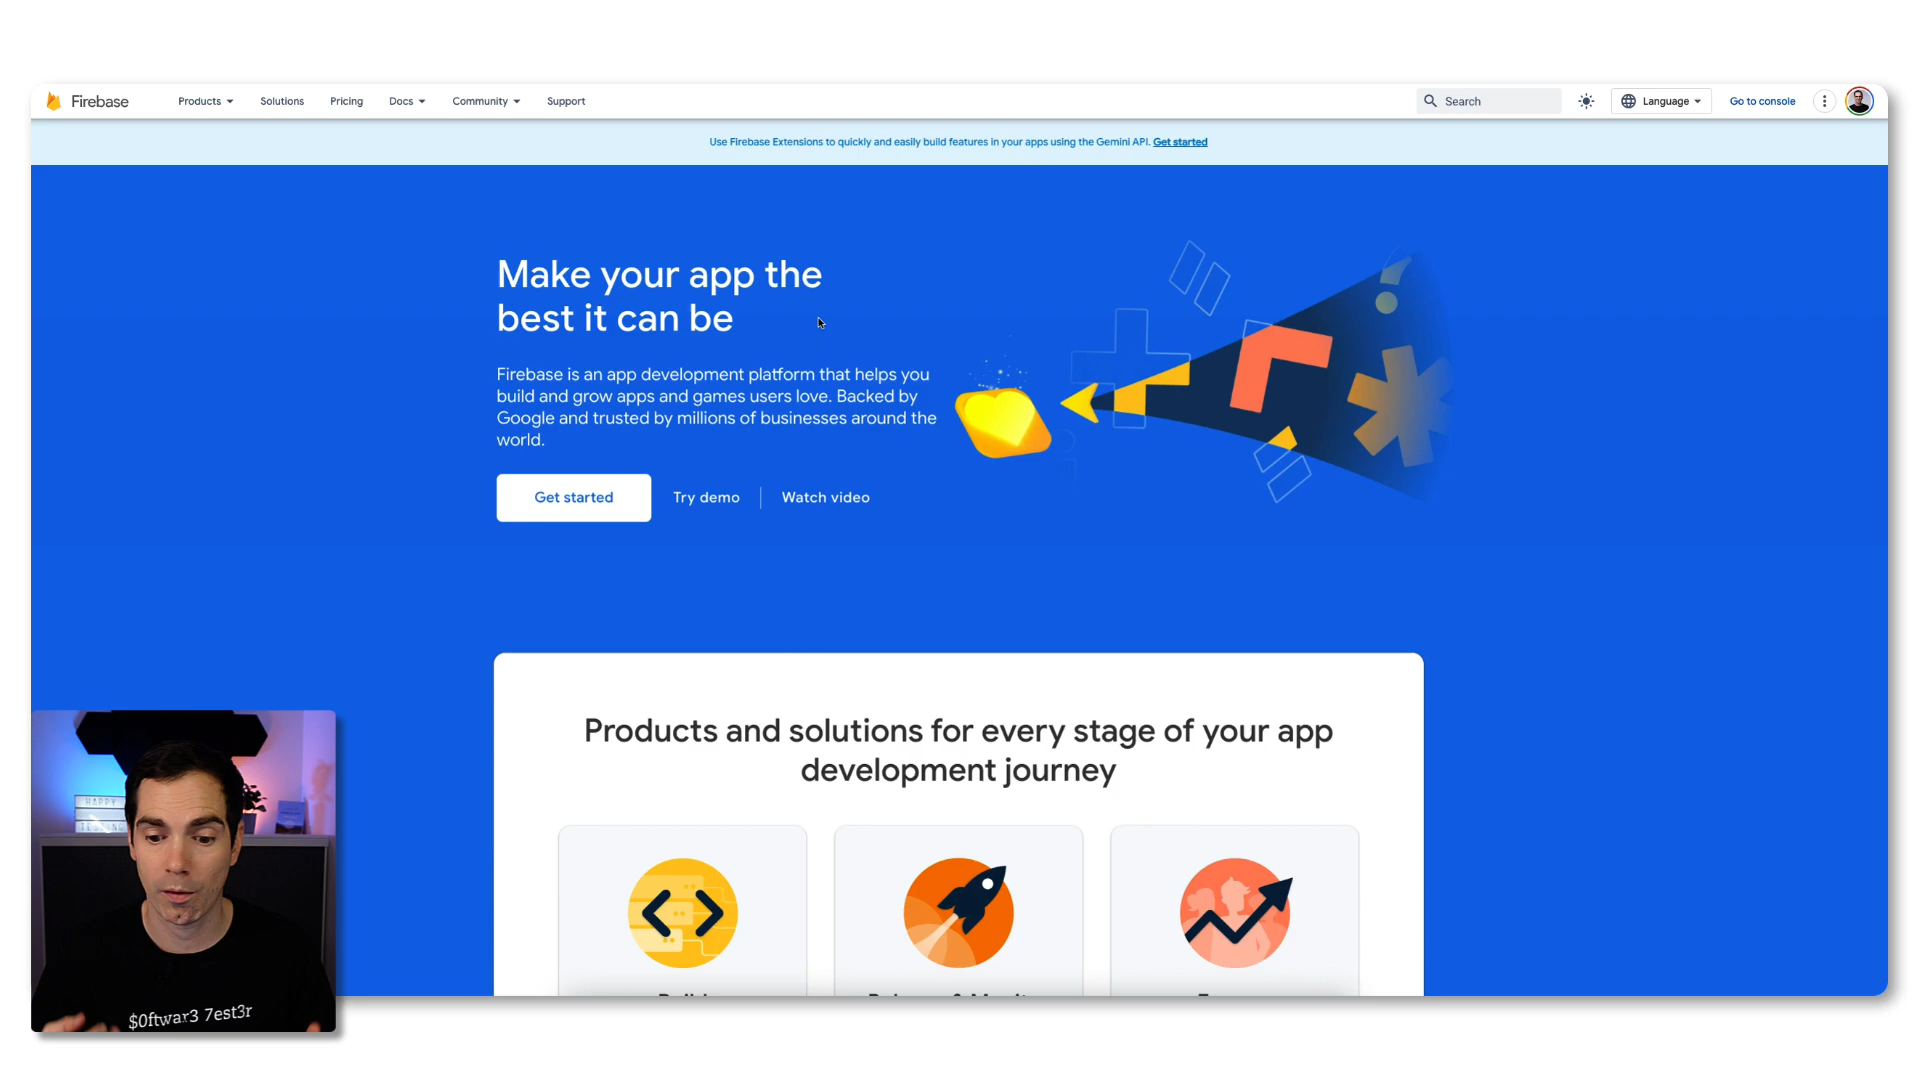 Firebase
Products
Solutions
Pricing
Docs
Community
Support
Search
Language
Go to console
Use Firebase Extensions to quickly and easily build features in your apps using the Gemini API. Get started
Make your app the
best it can be
Firebase is an app development platform that helps you
build and grow apps and games users love. Backed by
Google and trusted by millions of businesses around the
world.
Get started
Try demo
Watch video
Products and solutions for every stage of your app
development journey
HAPPY
TESTING
$0ftwar3 7est3r